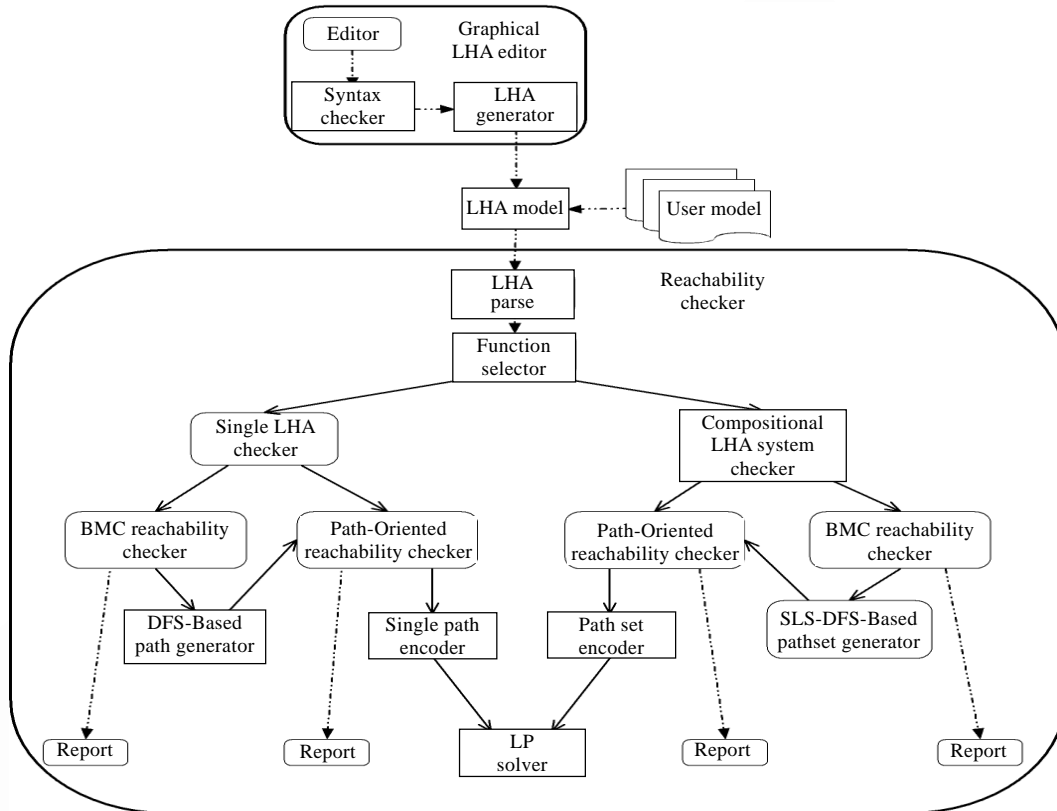 Editor
Graphical
LHA editor
Syntax
checker
LHA
generator
LHA model
User model
LHA
parse
Reachability
checker
Function
selector
Single LHA
checker
Compositional
LHA system
checker
BMC reachability
checker
Path-Oriented
reachability checker
Path-Oriented
reachability checker
BMC reachability
checker
DFS-Based
path generator
Single path
encoder
Path set
encoder
SLS-DFS-Based
pathset generator
Report
Report
LP
solver
Report
Report